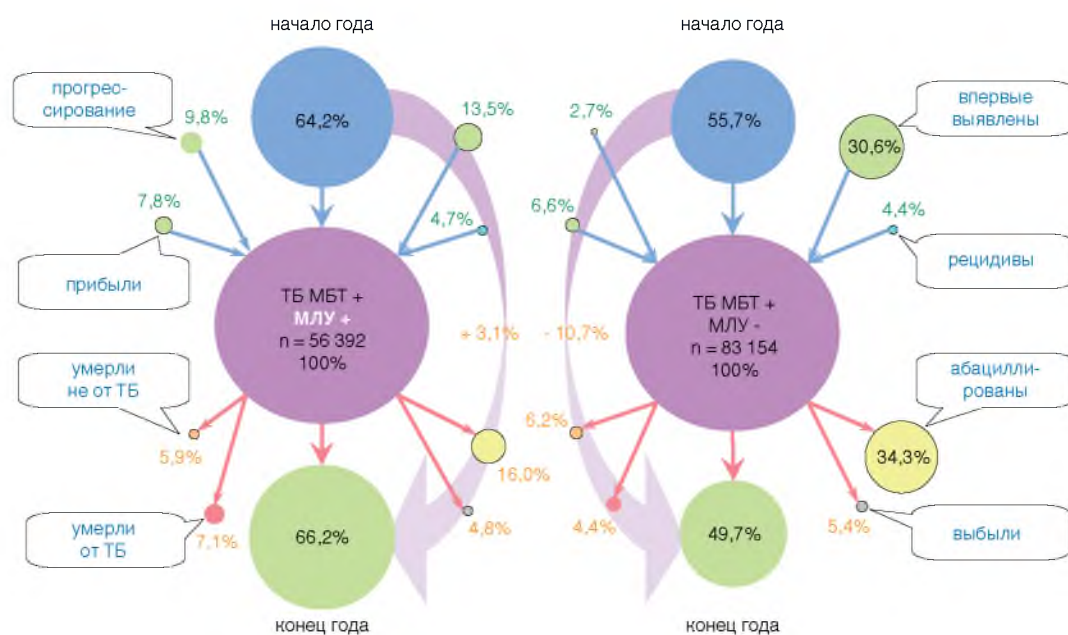 начало года
начало года
прогрес-
сирование
9,8%
64,2%
13,5%
2,7%
55,7%
впервые
выявлены
30,6%
7,8%
4,7%
6,6%
4,4%
прибыли
рецидивы
ТБ МБТ +
МЛУ +
n = 56 392
100%
+ 3,1%
- 10,7%
ТБ МБТ +
МЛУ -
n = 83 154
100%
умерли
не от ТБ
5,9%
16,0%
6,2%
абацилли-
рованы
34,3%
умерли
от ТБ
7,1%
66,2%
4,8%
4,4%
49,7%
5,4%
выбыли
конец года
конец года